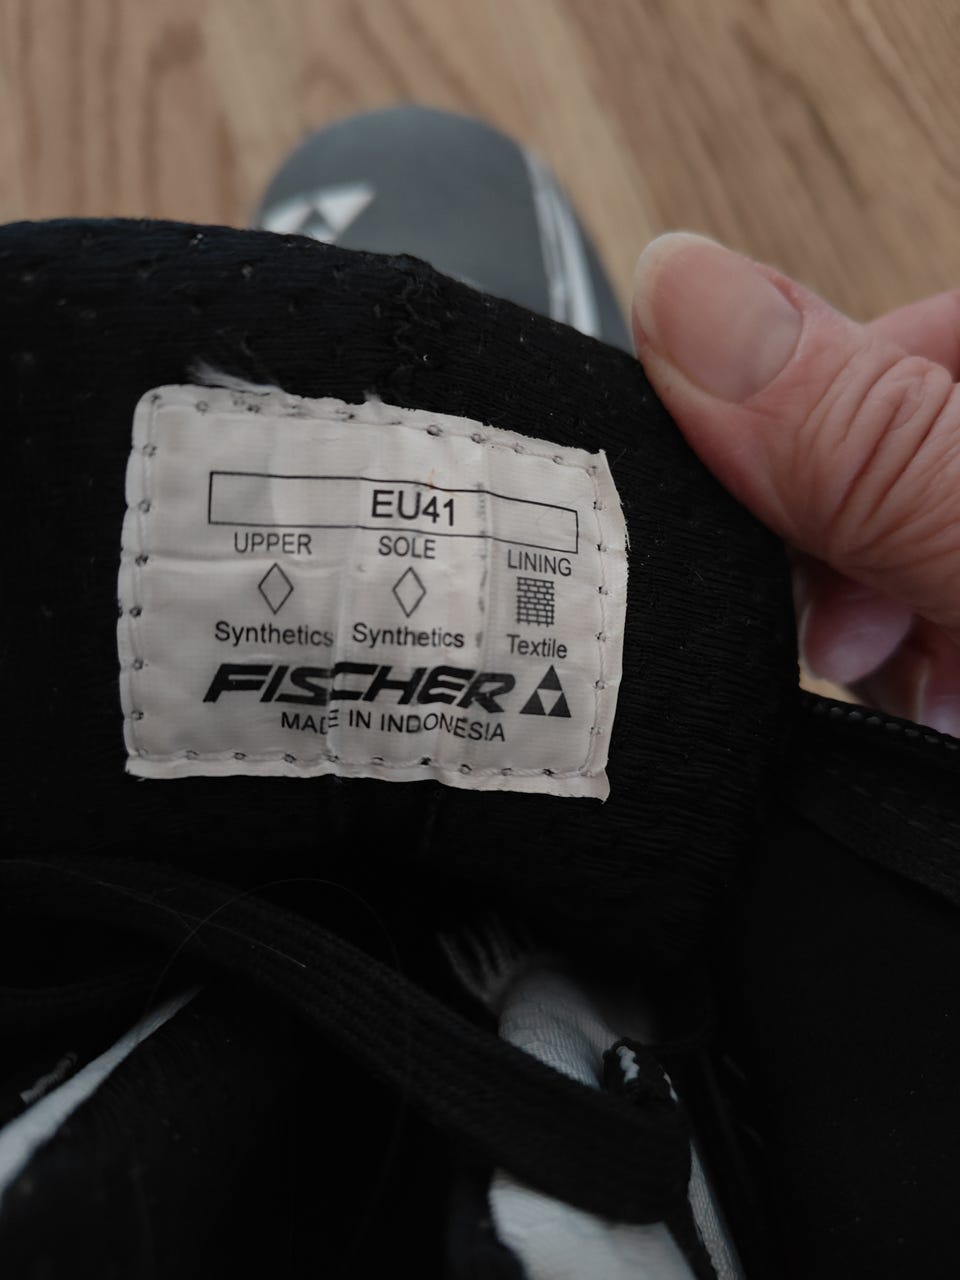 EU41
UPPER SOLE LINING
Synthetics Synthetics Textile
FISCHER
MADE IN INDONESIA